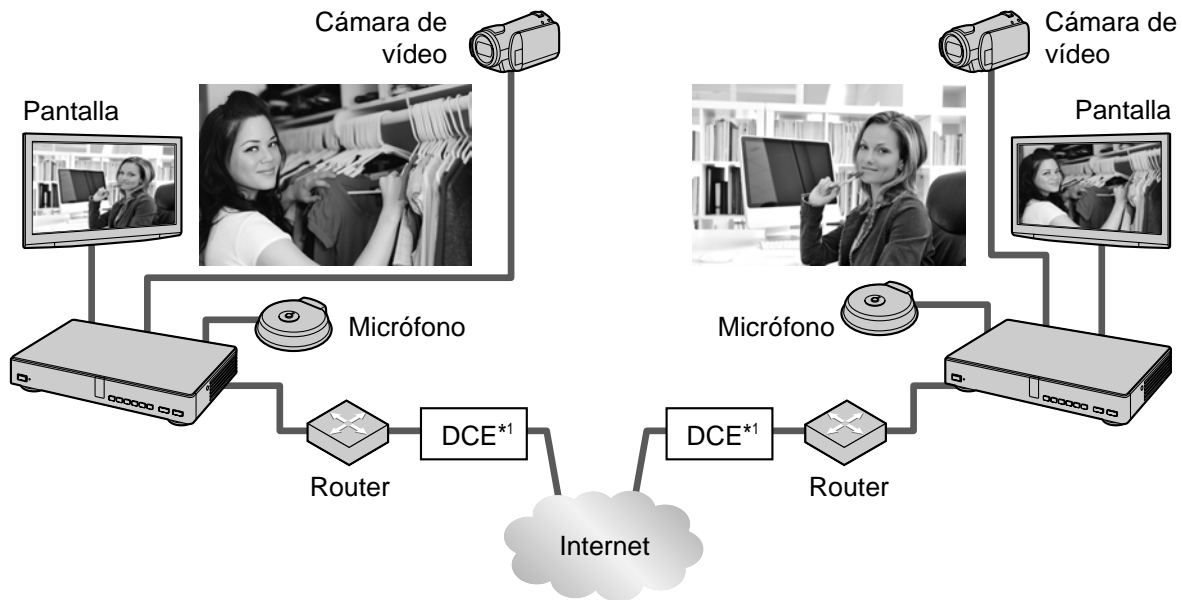 Cámara de
vídeo
Cámara de
vídeo
Pantalla
Pantalla
Micrófono
Micrófono
DCE*1
DCE*1
Router
Router
Internet